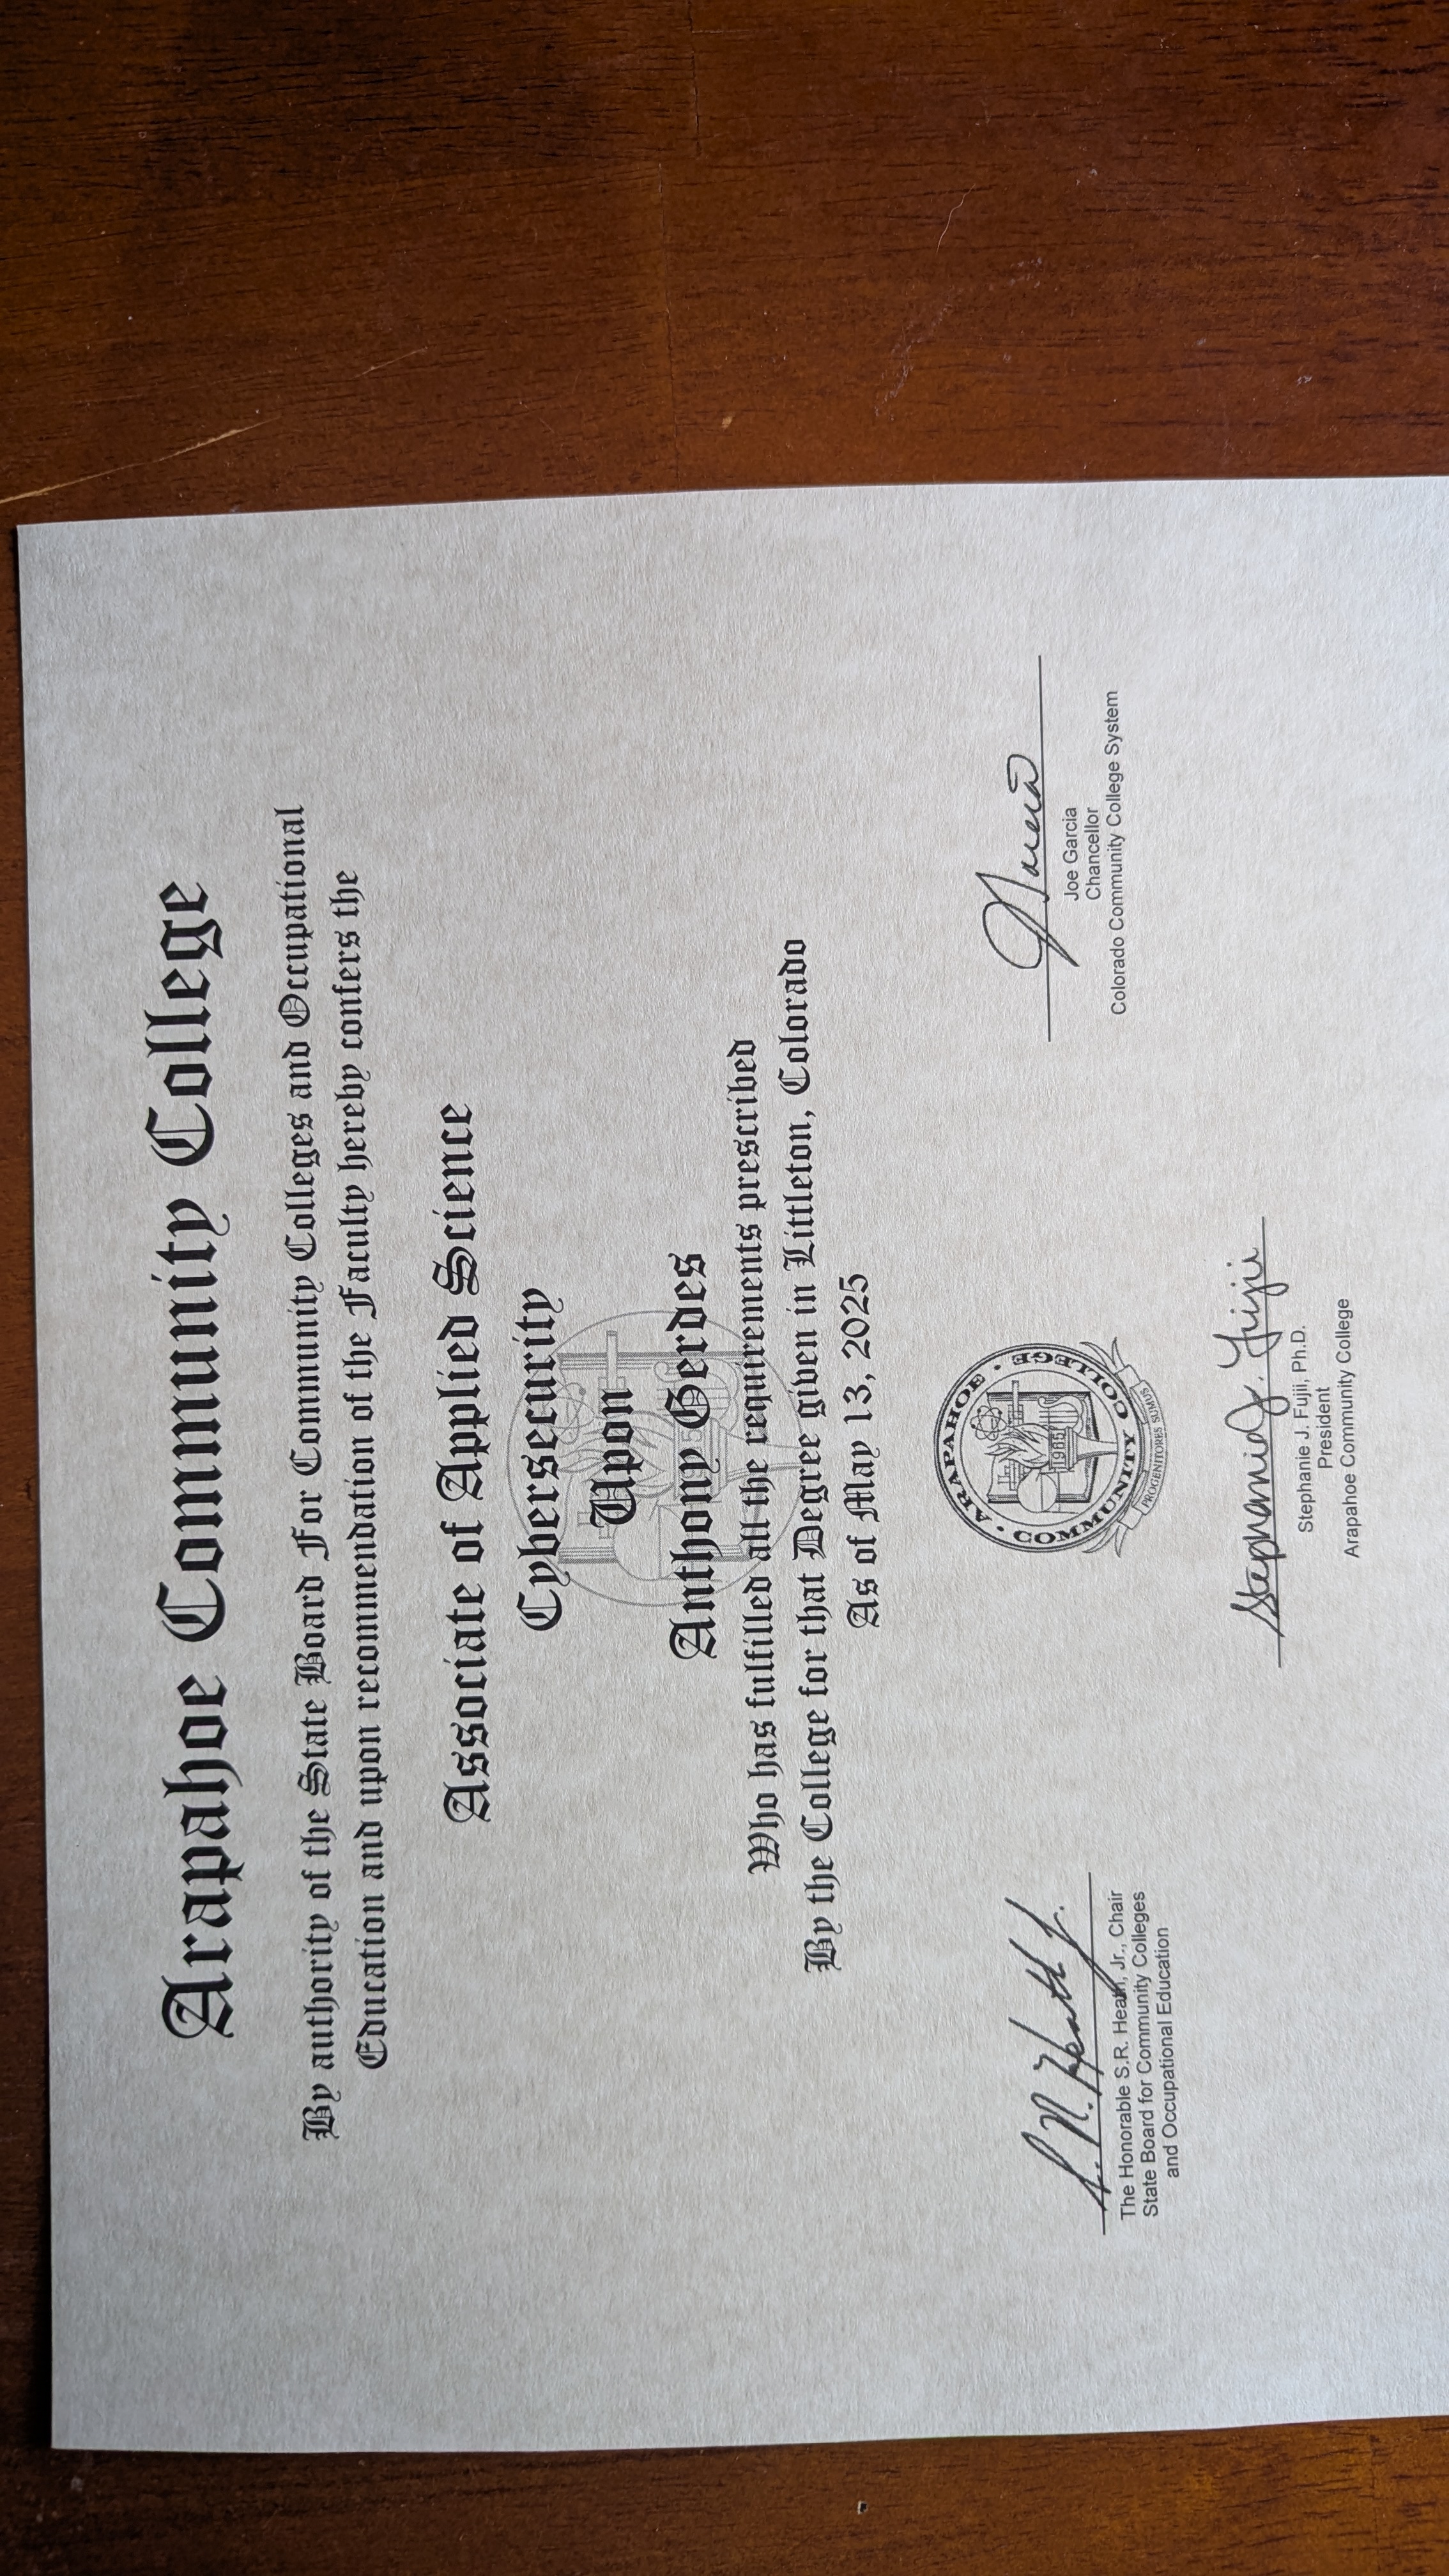 Arapahoe Community College
By authority of the State Board For Community Colleges and Occupational
Education and upon recommendation of the Faculty hereby confers the
Associate of Applied Science
Cybersecurity
Upon
Anthony Gerdes
Who has fulfilled all the requirements prescribed
By the College for that Degree given in Littleton, Colorado
As of May 13, 2025
ARAPAHOE
COMMUNITY COLLEGE
1965
PROGENITORES SUMUS
S. R. Heath Jr.
The Honorable S.R. Heath, Jr., Chair
State Board for Community Colleges
and Occupational Education
JGarcia
Joe Garcia
Chancellor
Colorado Community College System
Stephanie J. Fujii
Stephanie J. Fujii, Ph.D.
President
Arapahoe Community College